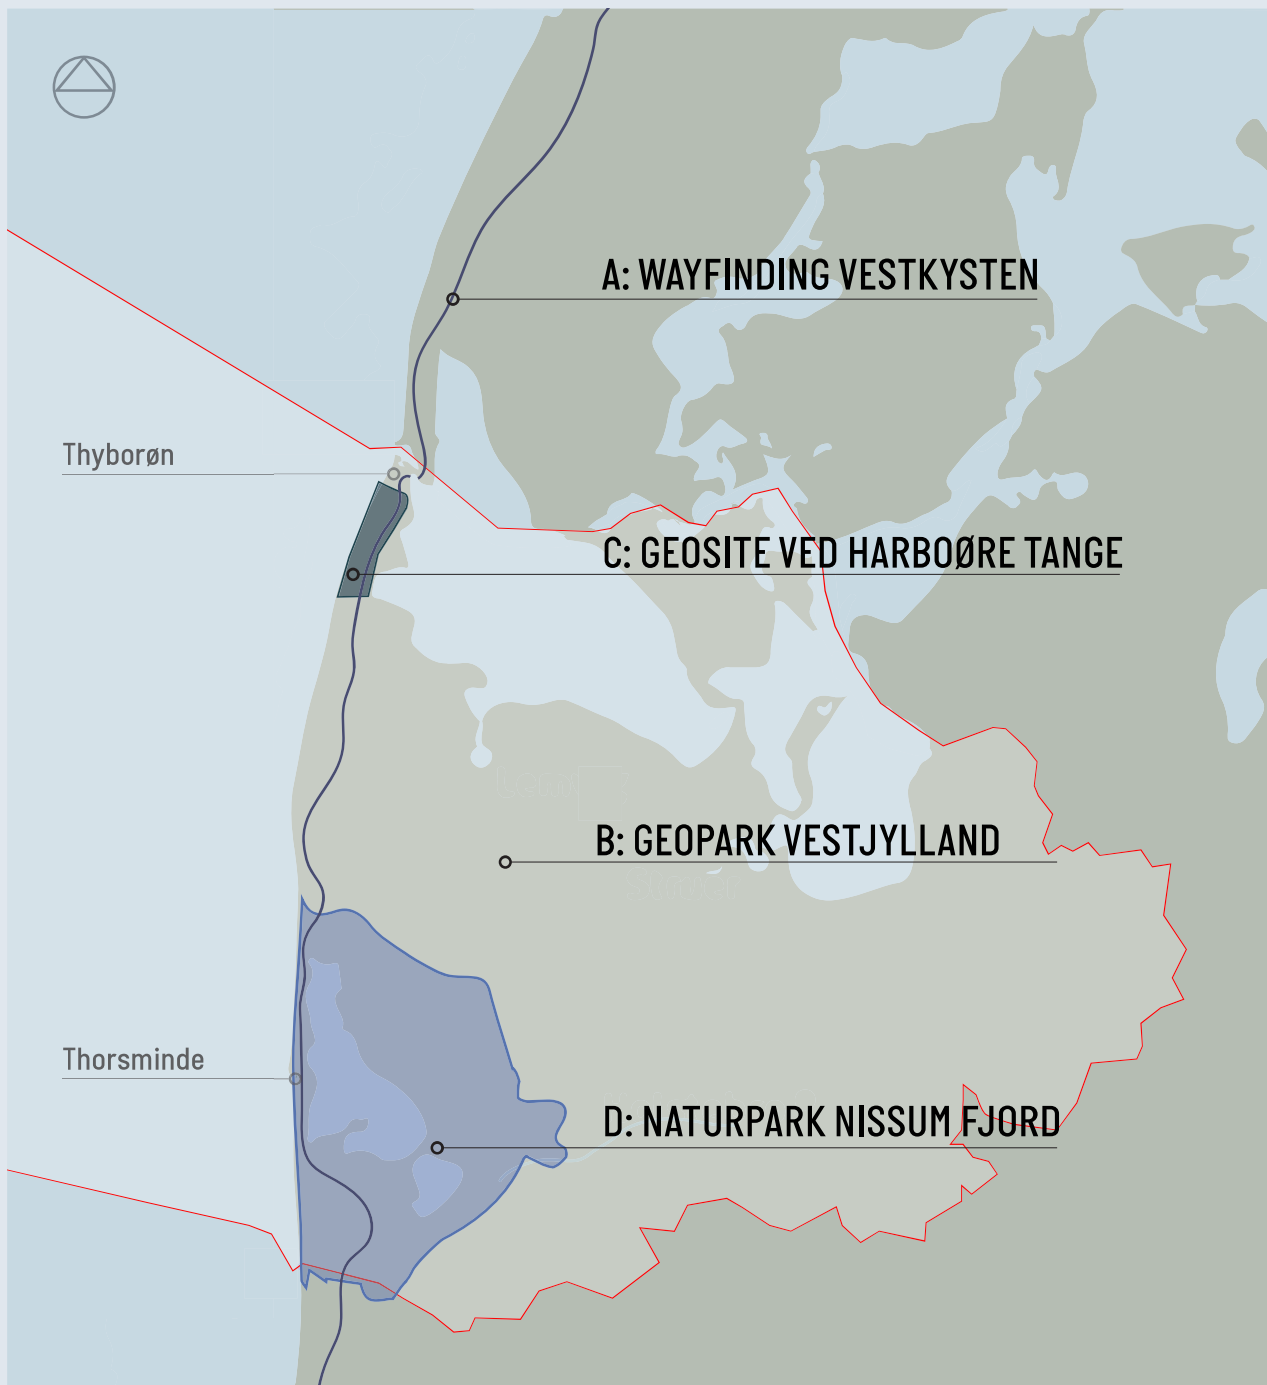 A: WAYFINDING VESTKYSTEN
Thyborøn
C: GEOSITE VED HARBOØRE TANGE
B: GEOPARK VESTJYLLAND
Thorsminde
D: NATURPARK NISSUM FJORD